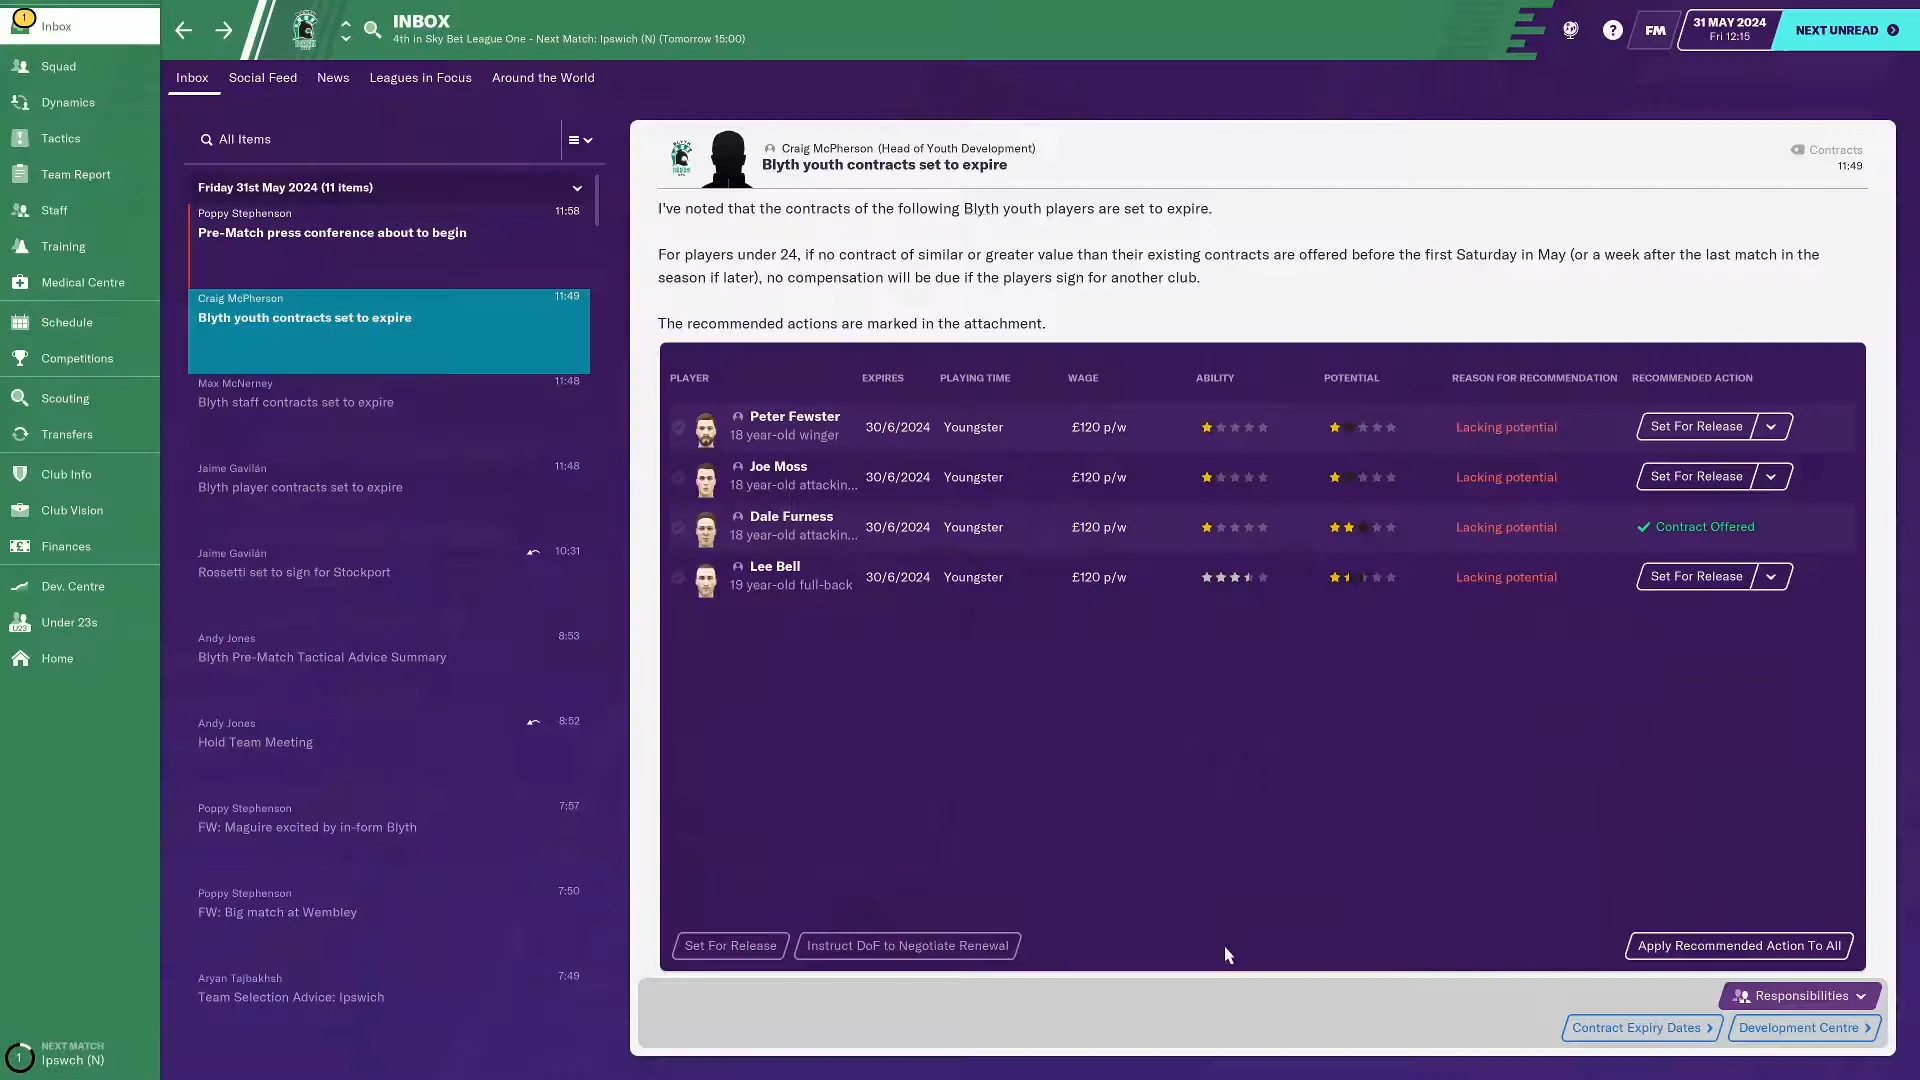 1
Inbox
Squad
Dynamics
Tactics
Team Report
Staff
Training
Medical Centre
Schedule
Competitions
Scouting
Transfers
Club Info
Club Vision
Finances
Dev. Centre
U23
Under 23s
Home
1
NEXT MATCH
Ipswch (N)
INBOX
4th in Sky Bet League One - Next Match: Ipswich (N) (Tomorrow 15:00)
?
FM
31 MAY 2024
Fri 12:15
NEXT UNREAD
Inbox Social Feed News Leagues in Focus Around the World
All Items
Friday 31st May 2024 (11 items)
Poppy Stephenson 11:58
Pre-Match press conference about to begin
Craig McPherson 11:49
Blyth youth contracts set to expire
Max McNerney 11:48
Blyth staff contracts set to expire
Jaime Gavilán 11:48
Blyth player contracts set to expire
Jaime Gavilán 10:31
Rossetti set to sign for Stockport
Andy Jones 8:53
Blyth Pre-Match Tactical Advice Summary
Andy Jones 8:52
Hold Team Meeting
Poppy Stephenson 7:57
FW: Maguire excited by in-form Blyth
Poppy Stephenson 7:50
FW: Big match at Wembley
Aryan Tajbakhsh 7:49
Team Selection Advice: Ipswich
Craig McPherson (Head of Youth Development)
Blyth youth contracts set to expire
Contracts
11:49
I've noted that the contracts of the following Blyth youth players are set to expire.
For players under 24, if no contract of similar or greater value than their existing contracts are offered before the first Saturday in May (or a week after the last match in the
season if later), no compensation will be due if the players sign for another club.
The recommended actions are marked in the attachment.
PLAYER EXPIRES PLAYING TIME WAGE ABILITY POTENTIAL REASON FOR RECOMMENDATION RECOMMENDED ACTION
Peter Fewster
18 year-old winger
30/6/2024 Youngster £120 p/w Lacking potential Set For Release
Joe Moss
18 year-old attackin...
30/6/2024 Youngster £120 p/w Lacking potential Set For Release
Dale Furness
18 year-old attackin...
30/6/2024 Youngster £120 p/w Lacking potential Contract Offered
Lee Bell
19 year-old full-back
30/6/2024 Youngster £120 p/w Lacking potential Set For Release
Set For Release Instruct DoF to Negotiate Renewal Apply Recommended Action To All
Responsibilities
Contract Expiry Dates Development Centre